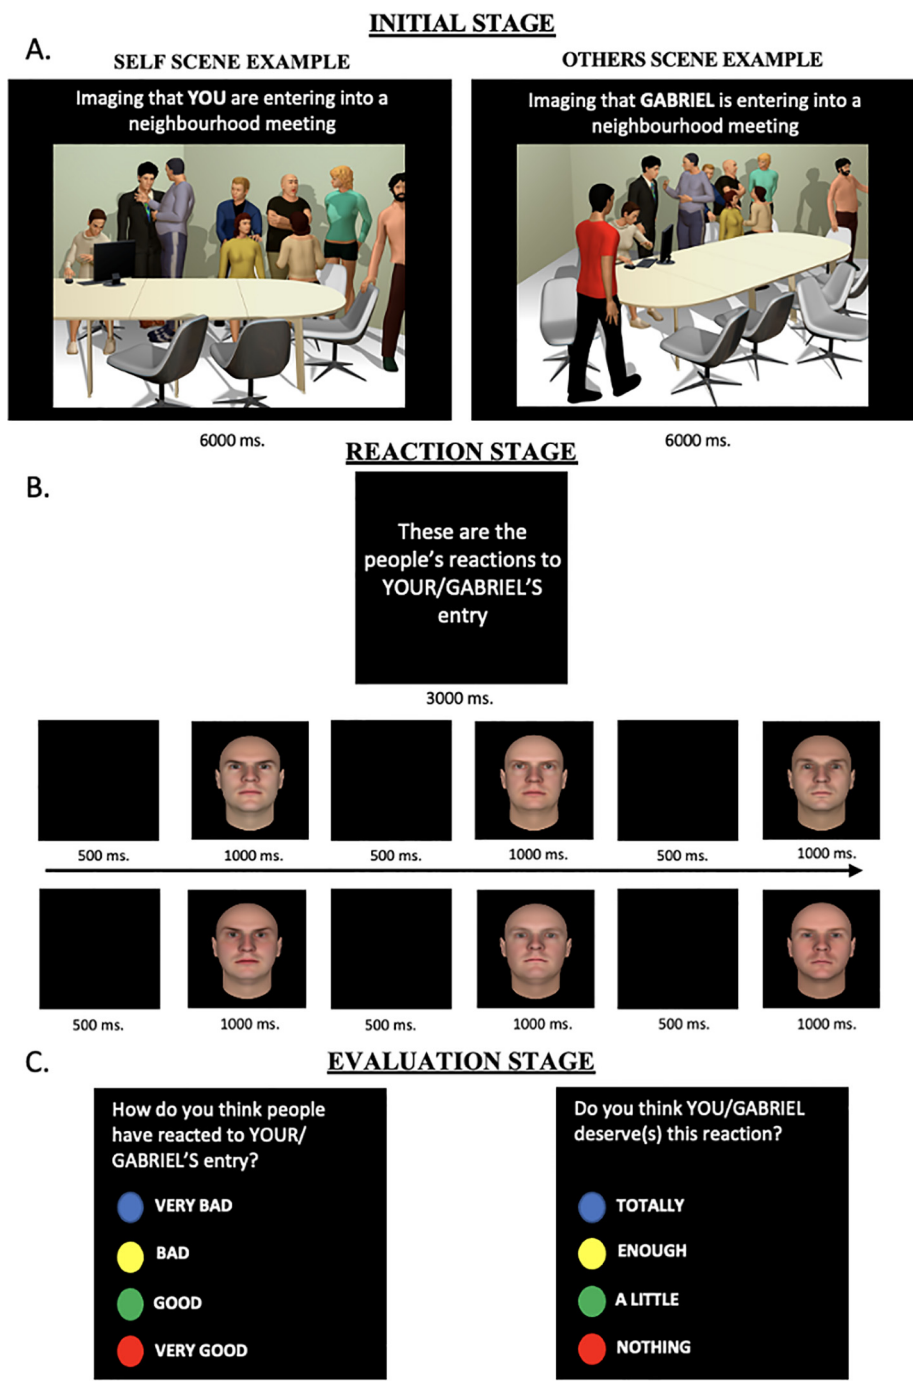 INITIAL STAGE
A.
SELF SCENE EXAMPLE
OTHERS SCENE EXAMPLE
Imaging that YOU are entering into a
neighbourhood meeting
Imaging that GABRIEL is entering into a
neighbourhood meeting
6000 ms.
6000 ms.
REACTION STAGE
B.
These are the
people's reactions to
YOUR/GABRIEL'S
entry
3000 ms.
500 ms.
1000 ms.
500 ms.
1000 ms.
500 ms.
1000 ms.
500 ms.
1000 ms.
500 ms.
1000 ms.
500 ms.
1000 ms.
C.
EVALUATION STAGE
How do you think people
have reacted to YOUR/
GABRIEL'S entry?
VERY BAD
BAD
GOOD
VERY GOOD
Do you think YOU/GABRIEL
deserve(s) this reaction?
TOTALLY
ENOUGH
A LITTLE
NOTHING